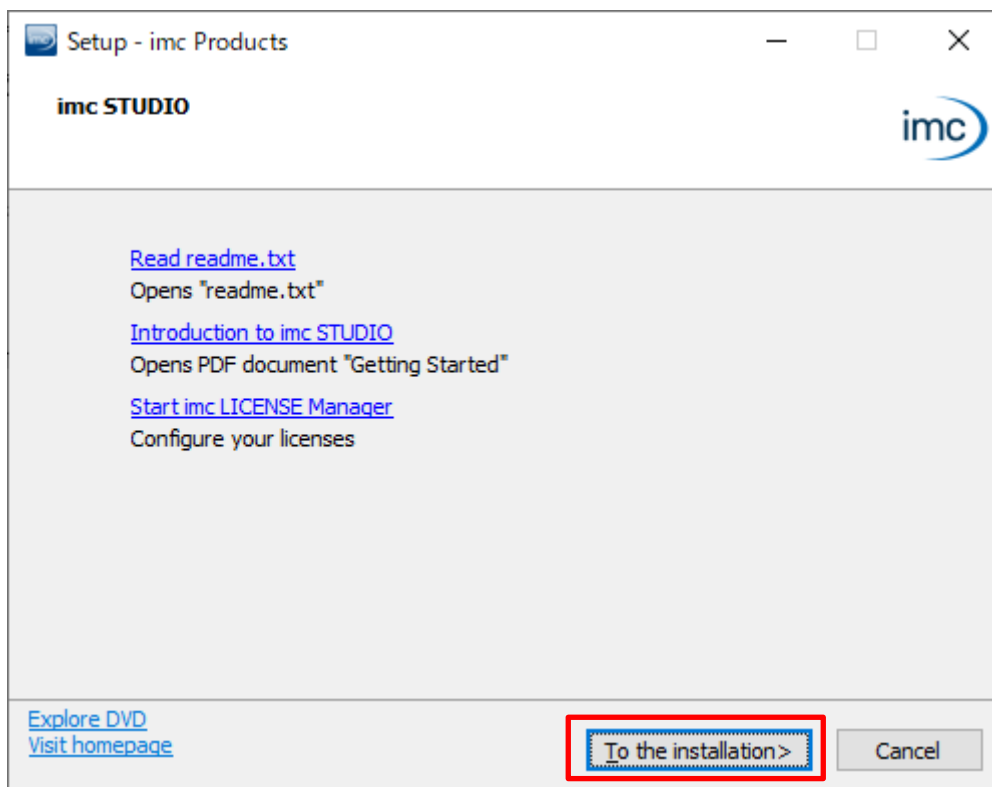 Setup - imc Products
imc STUDIO
imc
Read readme.txt
Opens "readme.txt"
Introduction to imc STUDIO
Opens PDF document "Getting Started"
Start imc LICENSE Manager
Configure your licenses
Explore DVD
Visit homepage
To the installation>
Cancel